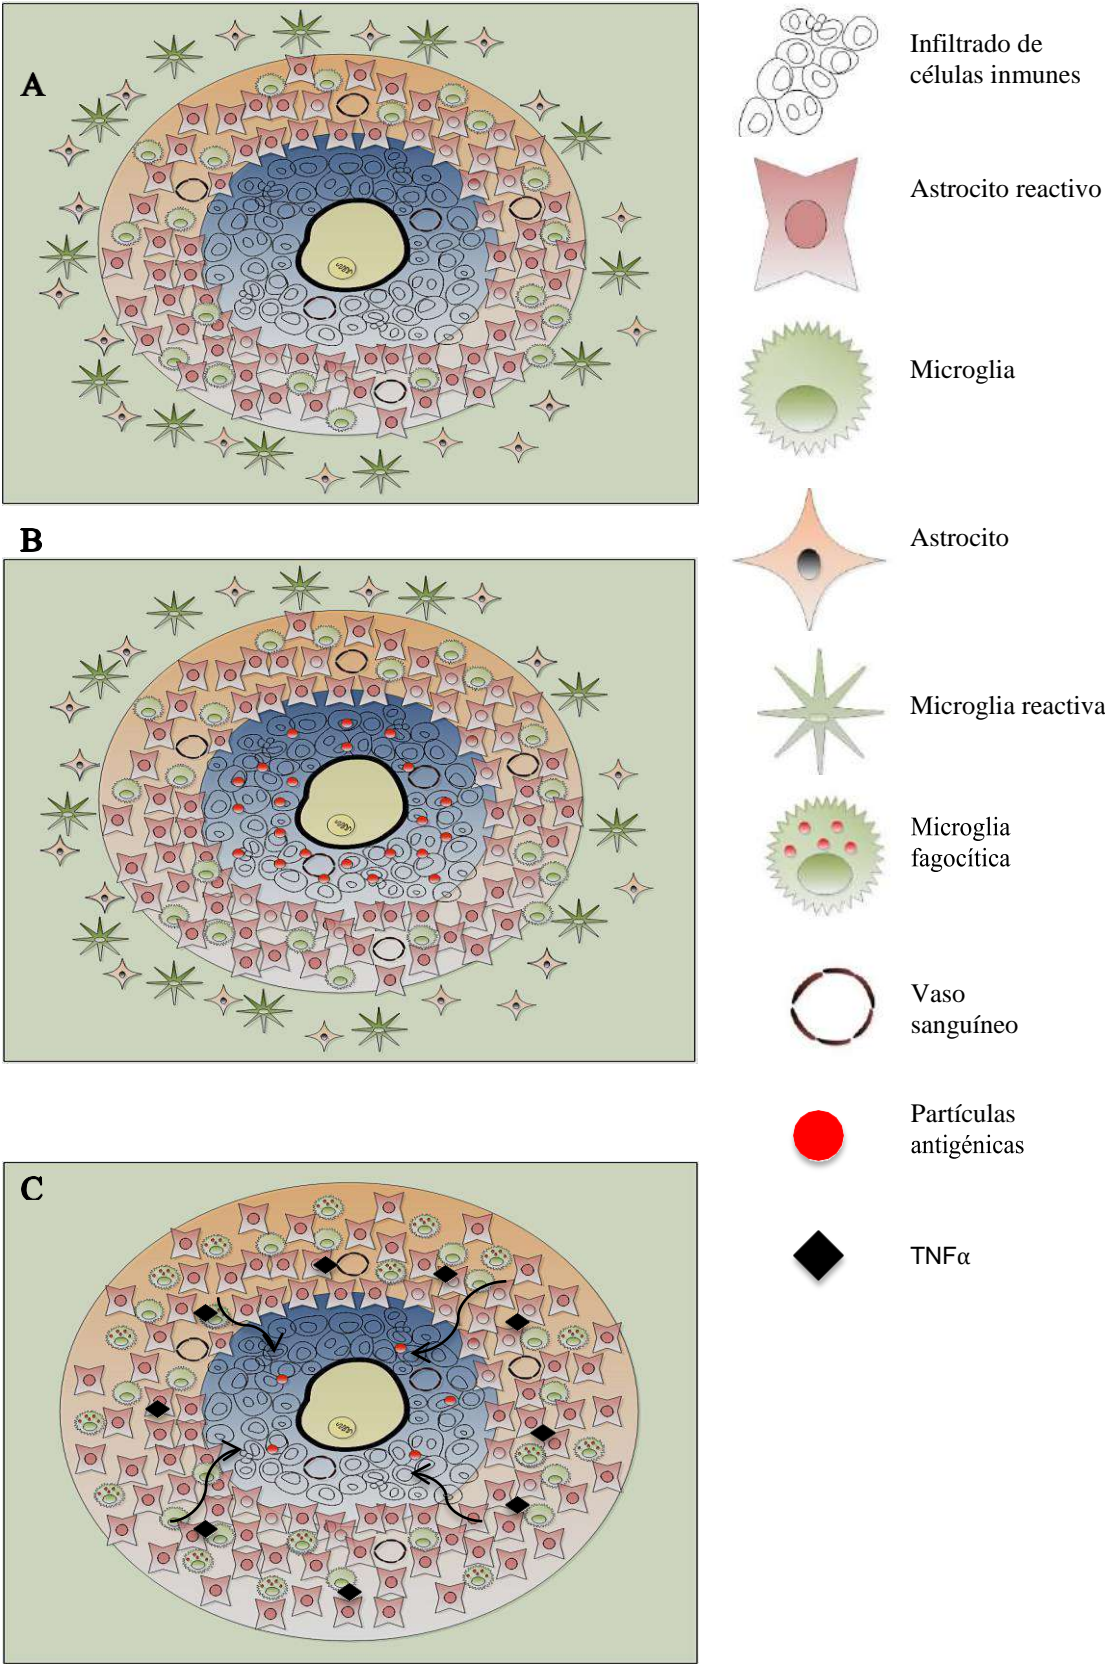 A
B
C
Infiltrado de
células inmunes
Astrocito reactivo
Microglia
Astrocito
Microglia reactiva
Microglia
fagocítica
Vaso
sanguíneo
Partículas
antigénicas
TNFα